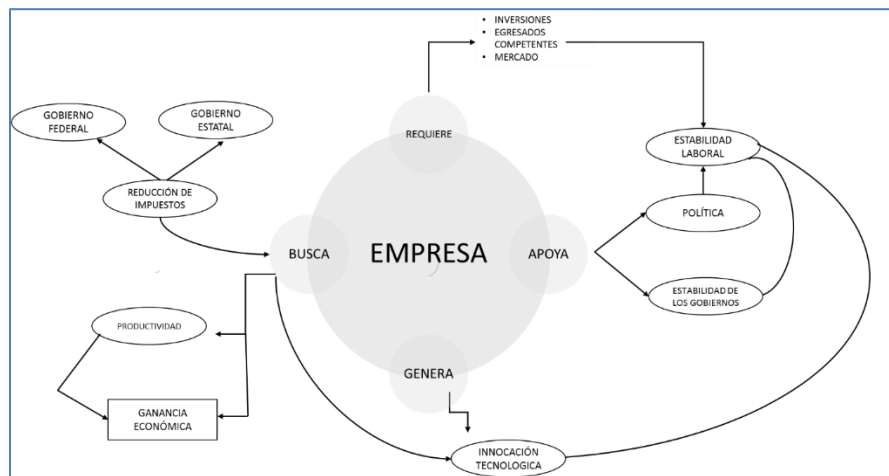 INVERSIONES
EGRESADOS
COMPETENTES
MERCADO
REQUIERE
GOBIERNO
FEDERAL
GOBIERNO
ESTATAL
REDUCCIÓN DE
IMPUESTOS
BUSCA
EMPRESA
APOYA
ESTABILIDAD
LABORAL
POLÍTICA
ESTABILIDAD DE
LOS GOBIERNOS
PRODUCTIVIDAD
GANANCIA
ECONÓMICA
GENERA
INNOCACIÓN
TECNOLOGICA